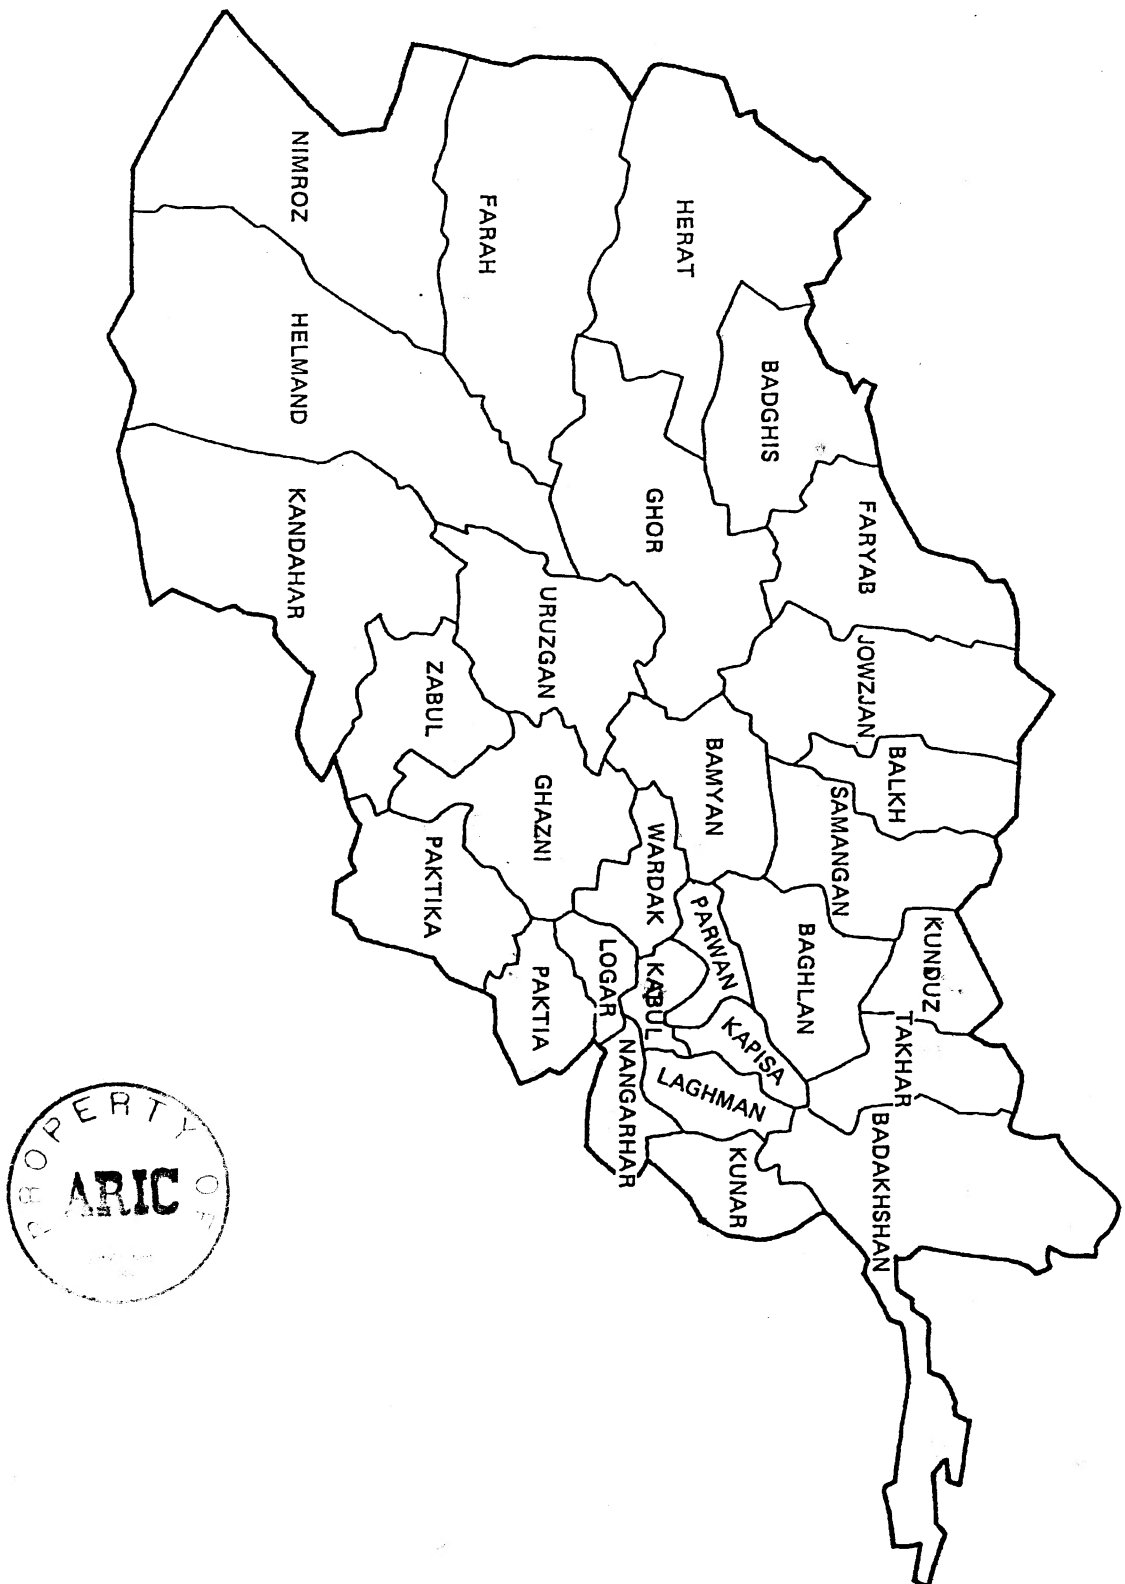 NIMROZ
FARAH
HERAT
HELMAND
BADGHIS
KANDAHAR
GHOR
FARYAB
URUZGAN
ZABUL
JOWZJAN
BALKH
BAMYAN
SAMANGAN
GHAZNI
WARDAK
PAKTIKA
PARWAN
BAGHLAN
KUNDUZ
LOGAR
KABUL
PAKTIA
KAPISA
TAKHAR
NANGARHAR
LAGHMAN
KUNAR
BADAKHSHAN
PROPERTY OF
ARIC